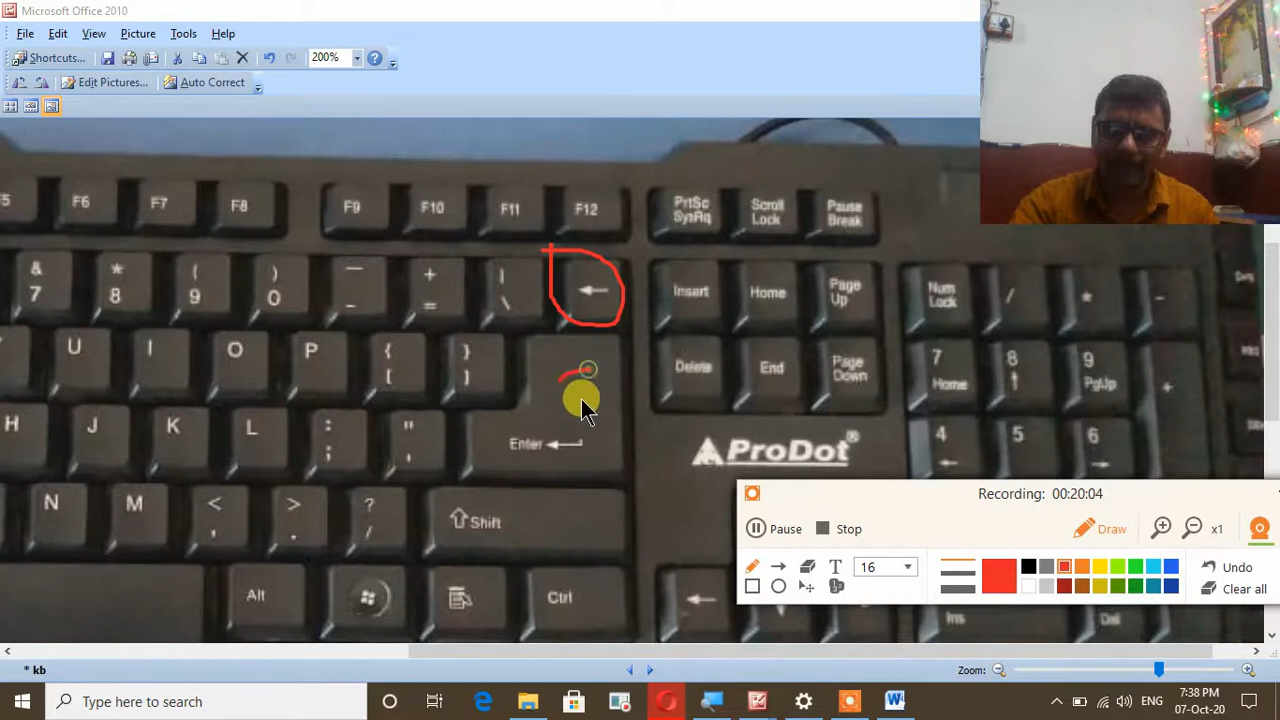 Microsoft Office 2010
File Edit View Picture Tools Help
Shortcuts... 200%
Edit Pictures... Auto Correct
F5 F6 F7 F8 F9 F10 F11 F12 PrtSc SysRq Scroll Lock Pause Break
& 7 * 8 ( 9 ) 0 — - + = | \ ← Insert Home Page Up Num Lock / * -
U I O P { [ } ] Delete End Page Down 7 Home 8 ↑ 9 PgUp +
H J K L : ; " ' Enter ProDot® 4 ← 5 6 →
N M < , > . ? / Shift
Alt Ctrl ← Ins Del
Recording: 00:20:04
Pause Stop Draw x1
T 16 Undo
Clear all
* kb Zoom:
Type here to search ENG 7:38 PM
07-Oct-20